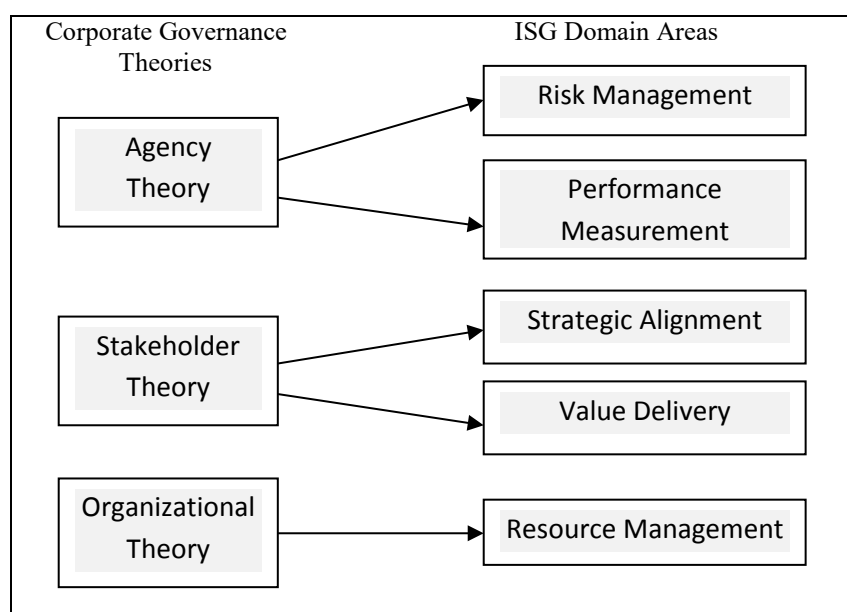 Corporate Governance
Theories
ISG Domain Areas
Agency
Theory
Risk Management
Performance
Measurement
Stakeholder
Theory
Strategic Alignment
Value Delivery
Organizational
Theory
Resource Management